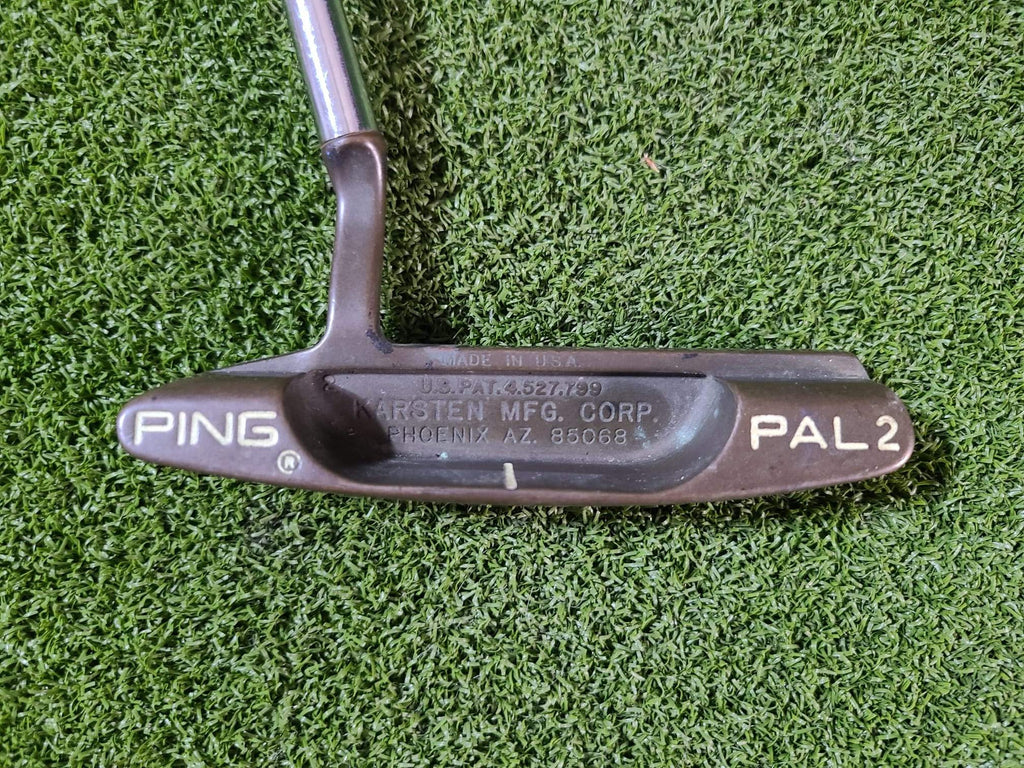 MADE IN U.S.A.
U.S. PAT. 4,527,799
KARSTEN MFG. CORP.
PHOENIX AZ. 85068
PING ®
PAL 2